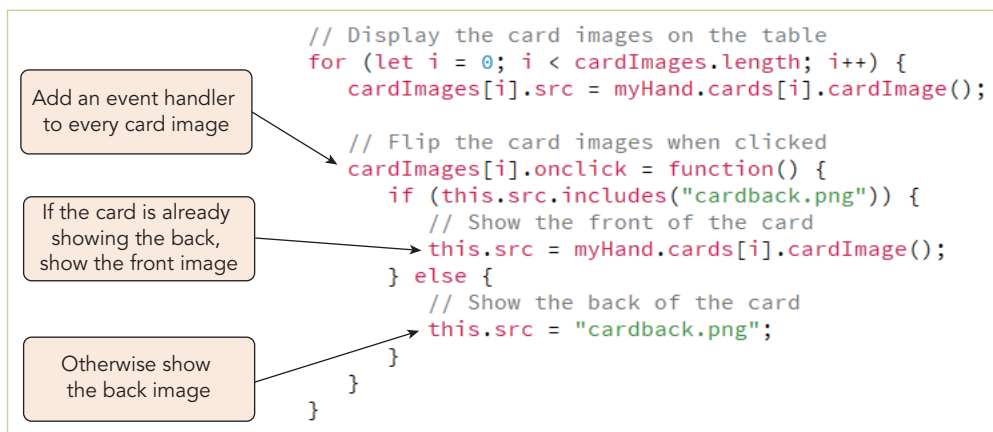 // Display the card images on the table
for (let i = 0; i < cardImages.length; i++) {
cardImages[i].src = myHand.cards[i].cardImage();
Add an event handler
to every card image
// Flip the card images when clicked
cardImages[i].onclick = function() {
if (this.src.includes("cardback.png")) {
If the card is already
showing the back,
show the front image
// Show the front of the card
this.src = myHand.cards[i].cardImage();
} else {
// Show the back of the card
this.src = "cardback.png";
Otherwise show
the back image
}
}
}